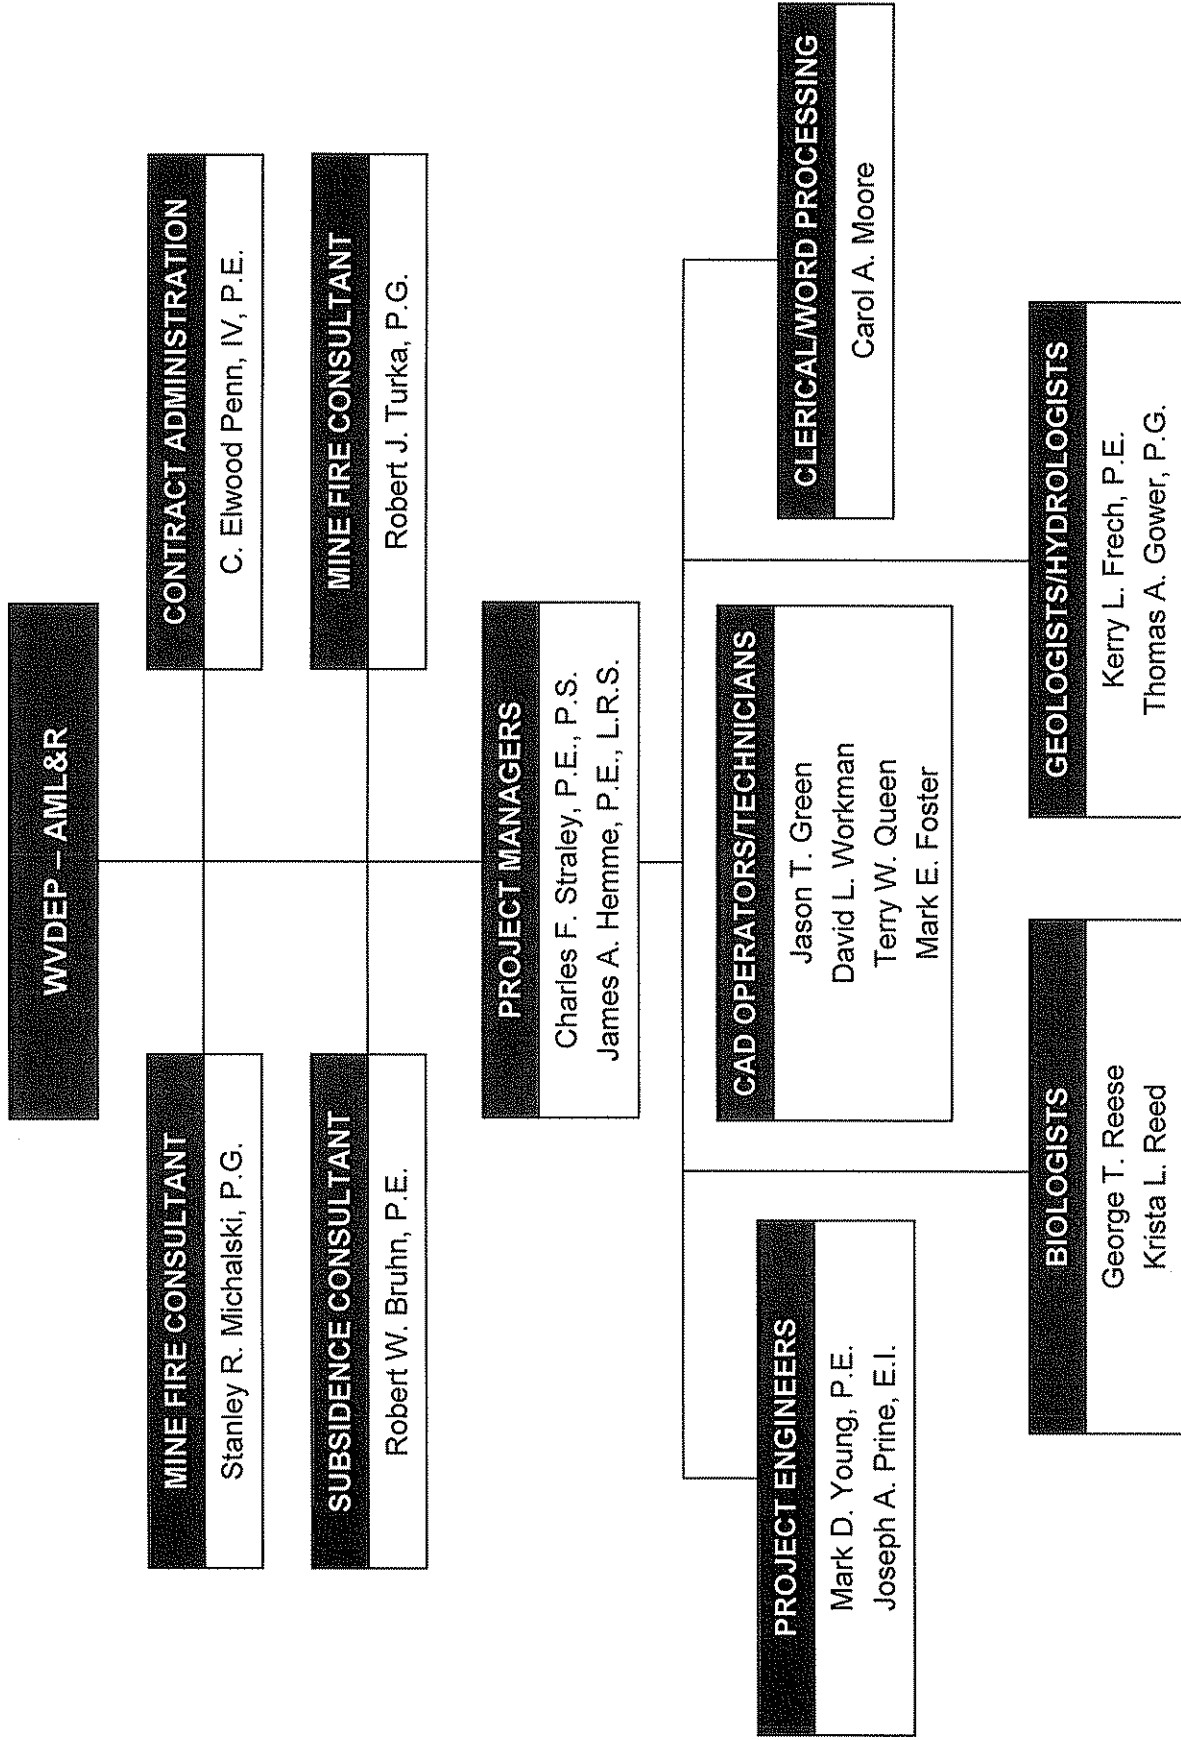 WVDEP – AML&R
MINE FIRE CONSULTANT
Stanley R. Michalski, P.G.
CONTRACT ADMINISTRATION
C. Elwood Penn, IV, P.E.
SUBSIDENCE CONSULTANT
Robert W. Bruhn, P.E.
MINE FIRE CONSULTANT
Robert J. Turka, P.G.
PROJECT MANAGERS
Charles F. Straley, P.E., P.S.
James A. Hemme, P.E., L.R.S.
PROJECT ENGINEERS
Mark D. Young, P.E.
Joseph A. Prine, E.I.
CAD OPERATORS/TECHNICIANS
Jason T. Green
David L. Workman
Terry W. Queen
Mark E. Foster
CLERICAL/WORD PROCESSING
Carol A. Moore
BIOLOGISTS
George T. Reese
Krista L. Reed
GEOLOGISTS/HYDROLOGISTS
Kerry L. Frech, P.E.
Thomas A. Gower, P.G.